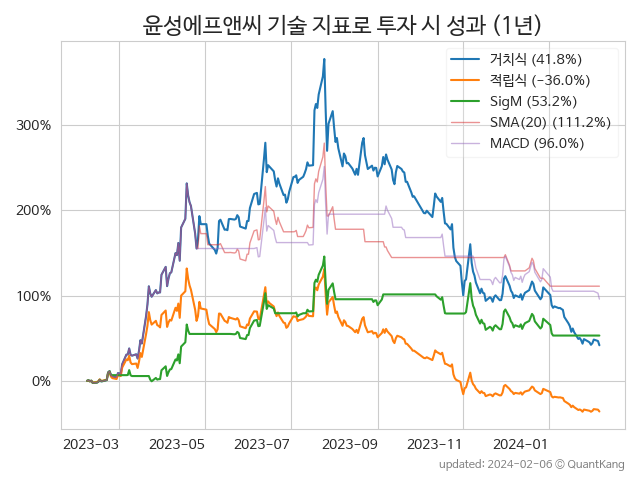 윤성에프앤씨 기술 지표로 투자 시 성과 (1년)
거치식 (41.8%)
적립식 (-36.0%)
SigM (53.2%)
SMA(20) (111.2%)
MACD (96.0%)
300%
200%
100%
0%
2023-03 2023-05 2023-07 2023-09 2023-11 2024-01
updated: 2024-02-06 © QuantKang